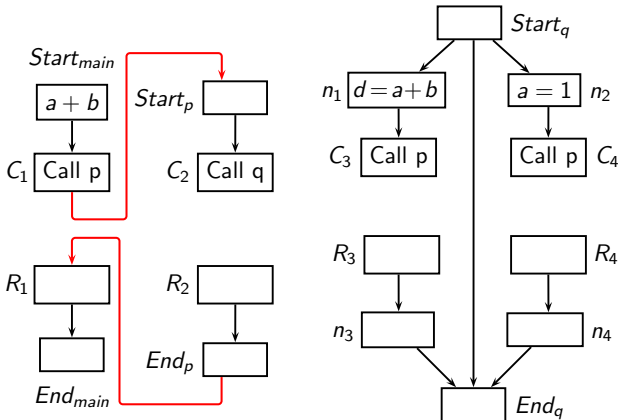 Start_q
Start_main
a + b
Start_p
n_1
d = a + b
a = 1
n_2
C_1
Call p
C_2
Call q
C_3
Call p
Call p
C_4
R_1
R_2
R_3
R_4
End_main
End_p
n_3
n_4
End_q